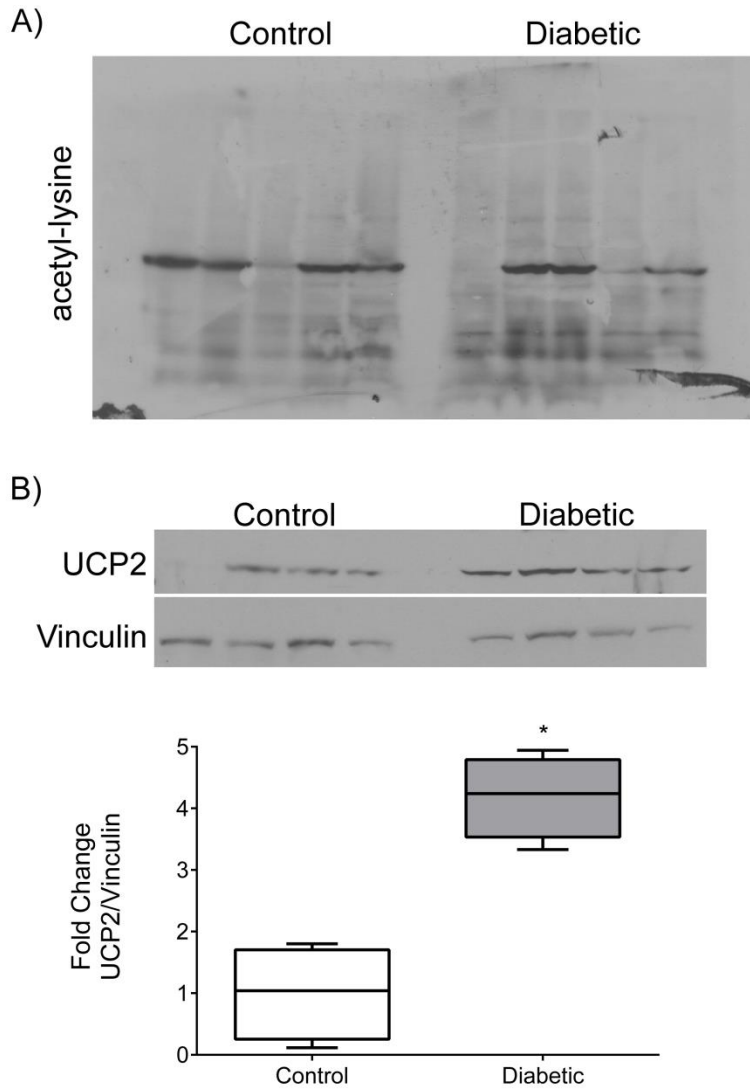 A)
Control Diabetic
acetyl-lysine
B)
Control Diabetic
UCP2
Vinculin
*
5
4
3
2
1
0
Fold Change
UCP2/Vinculin
Control Diabetic